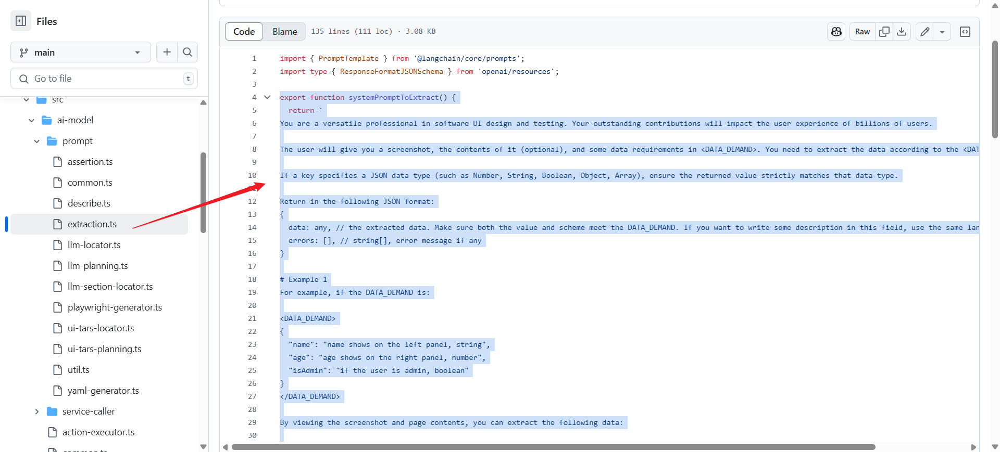 Files
main
Go to file
t
src
ai-model
prompt
assertion.ts
common.ts
describe.ts
extraction.ts
llm-locator.ts
llm-planning.ts
llm-section-locator.ts
playwright-generator.ts
ui-tars-locator.ts
ui-tars-planning.ts
util.ts
yaml-generator.ts
service-caller
action-executor.ts
Code Blame 135 lines (111 loc) · 3.08 KB Raw
1 import { PromptTemplate } from '@langchain/core/prompts';
2 import type { ResponseFormatJSONSchema } from 'openai/resources';
3
4 export function systemPromptToExtract() {
5 return `
6 You are a versatile professional in software UI design and testing. Your outstanding contributions will impact the user experience of billions of users.
7
8 The user will give you a screenshot, the contents of it (optional), and some data requirements in <DATA_DEMAND>. You need to extract the data according to the <DAT
9
10 If a key specifies a JSON data type (such as Number, String, Boolean, Object, Array), ensure the returned value strictly matches that data type.
12 Return in the following JSON format:
13 {
14 data: any, // the extracted data. Make sure both the value and scheme meet the DATA_DEMAND. If you want to write some description in this field, use the same lan
15 errors: [], // string[], error message if any
16 }
17
18 # Example 1
19 For example, if the DATA_DEMAND is:
20
21 <DATA_DEMAND>
22 {
23 "name": "name shows on the left panel, string",
24 "age": "age shows on the right panel, number",
25 "isAdmin": "if the user is admin, boolean"
26 }
27 </DATA_DEMAND>
28
29 By viewing the screenshot and page contents, you can extract the following data:
30